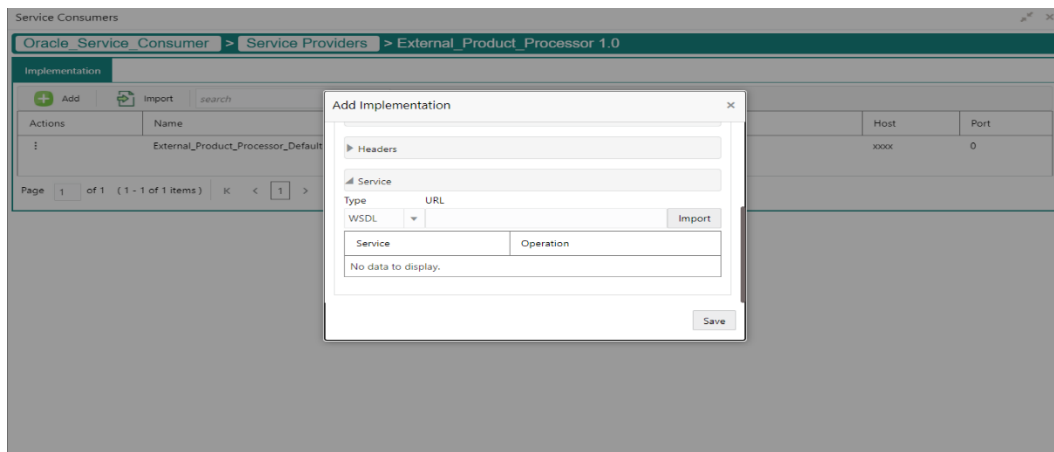 Service Consumers
Oracle_Service_Consumer > Service Providers > External_Product_Processor 1.0
Implementation
Add Import search
Actions Name Host Port
External_Product_Processor_Default xxxx 0
Page 1 of 1 (1 - 1 of 1 items) K < 1 >
Add Implementation ×
Headers
Service
Type URL
WSDL Import
Service Operation
No data to display.
Save